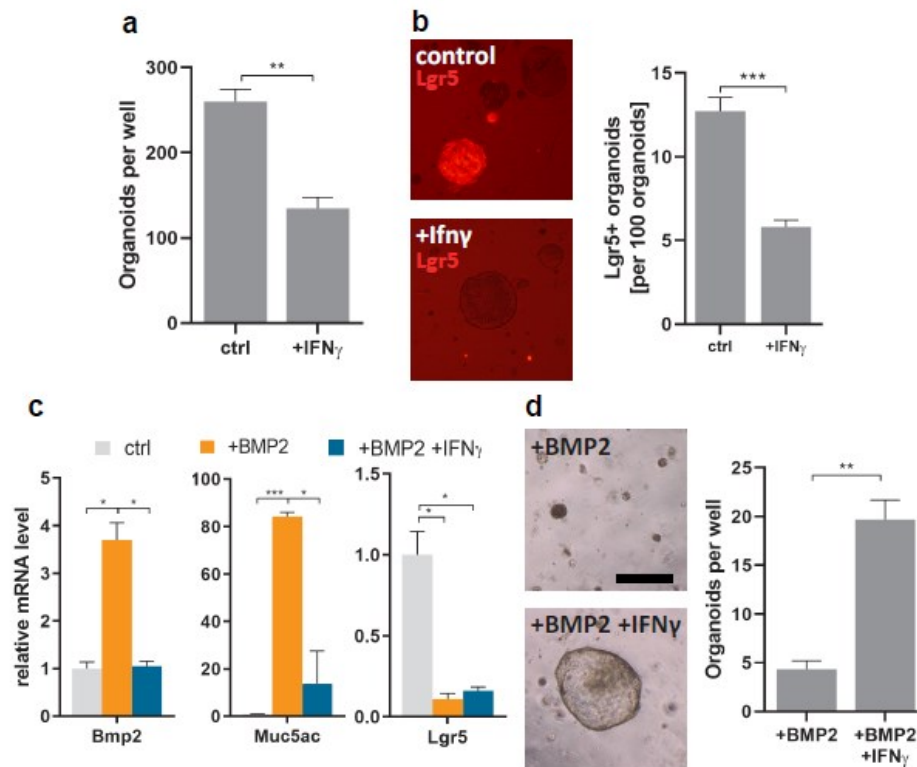 a
Organoids per well
300
200
100
0
**
ctrl
+IFNγ
b
control
Lgr5
+Ifnγ
Lgr5
Lgr5+ organoids
[per 100 organoids]
15
10
5
0
***
ctrl
+IFNγ
c
ctrl
+BMP2
+BMP2 +IFNγ
relative mRNA level
5
4
3
2
1
0
*
*
Bmp2
100
80
60
40
20
0
***
*
Muc5ac
1.5
1.0
0.5
0.0
*
*
Lgr5
d
+BMP2
+BMP2 +IFNγ
Organoids per well
25
20
15
10
5
0
**
+BMP2
+BMP2
+IFNγ